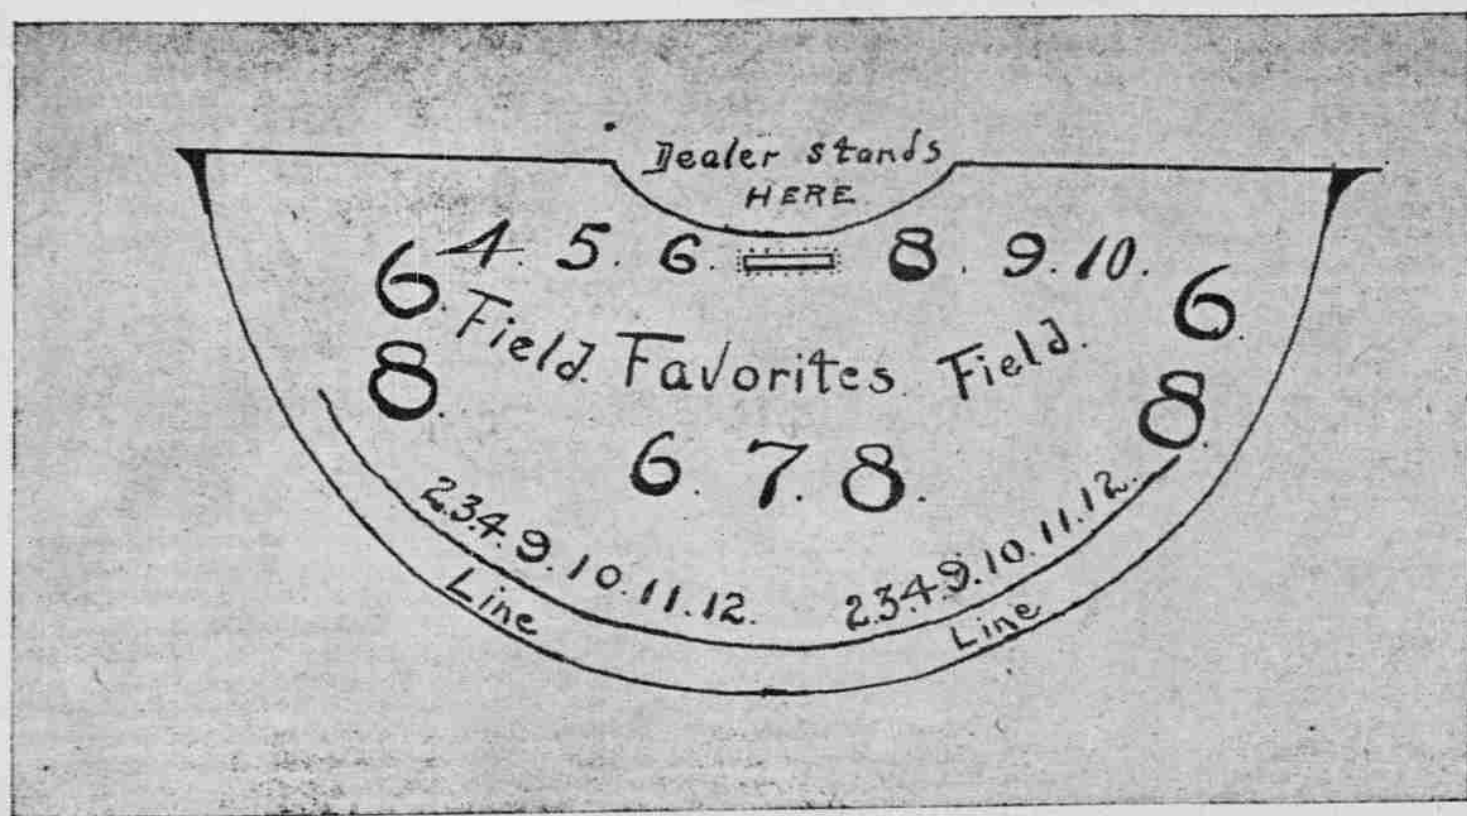 Dealer stands
HERE
4. 5. 6. 8. 9. 10.
6. 6.
Field. Favorites. Field.
8. 8.
6. 7. 8.
2.3.4.9.10.11.12. 2.3.4.9.10.11.12.
Line Line